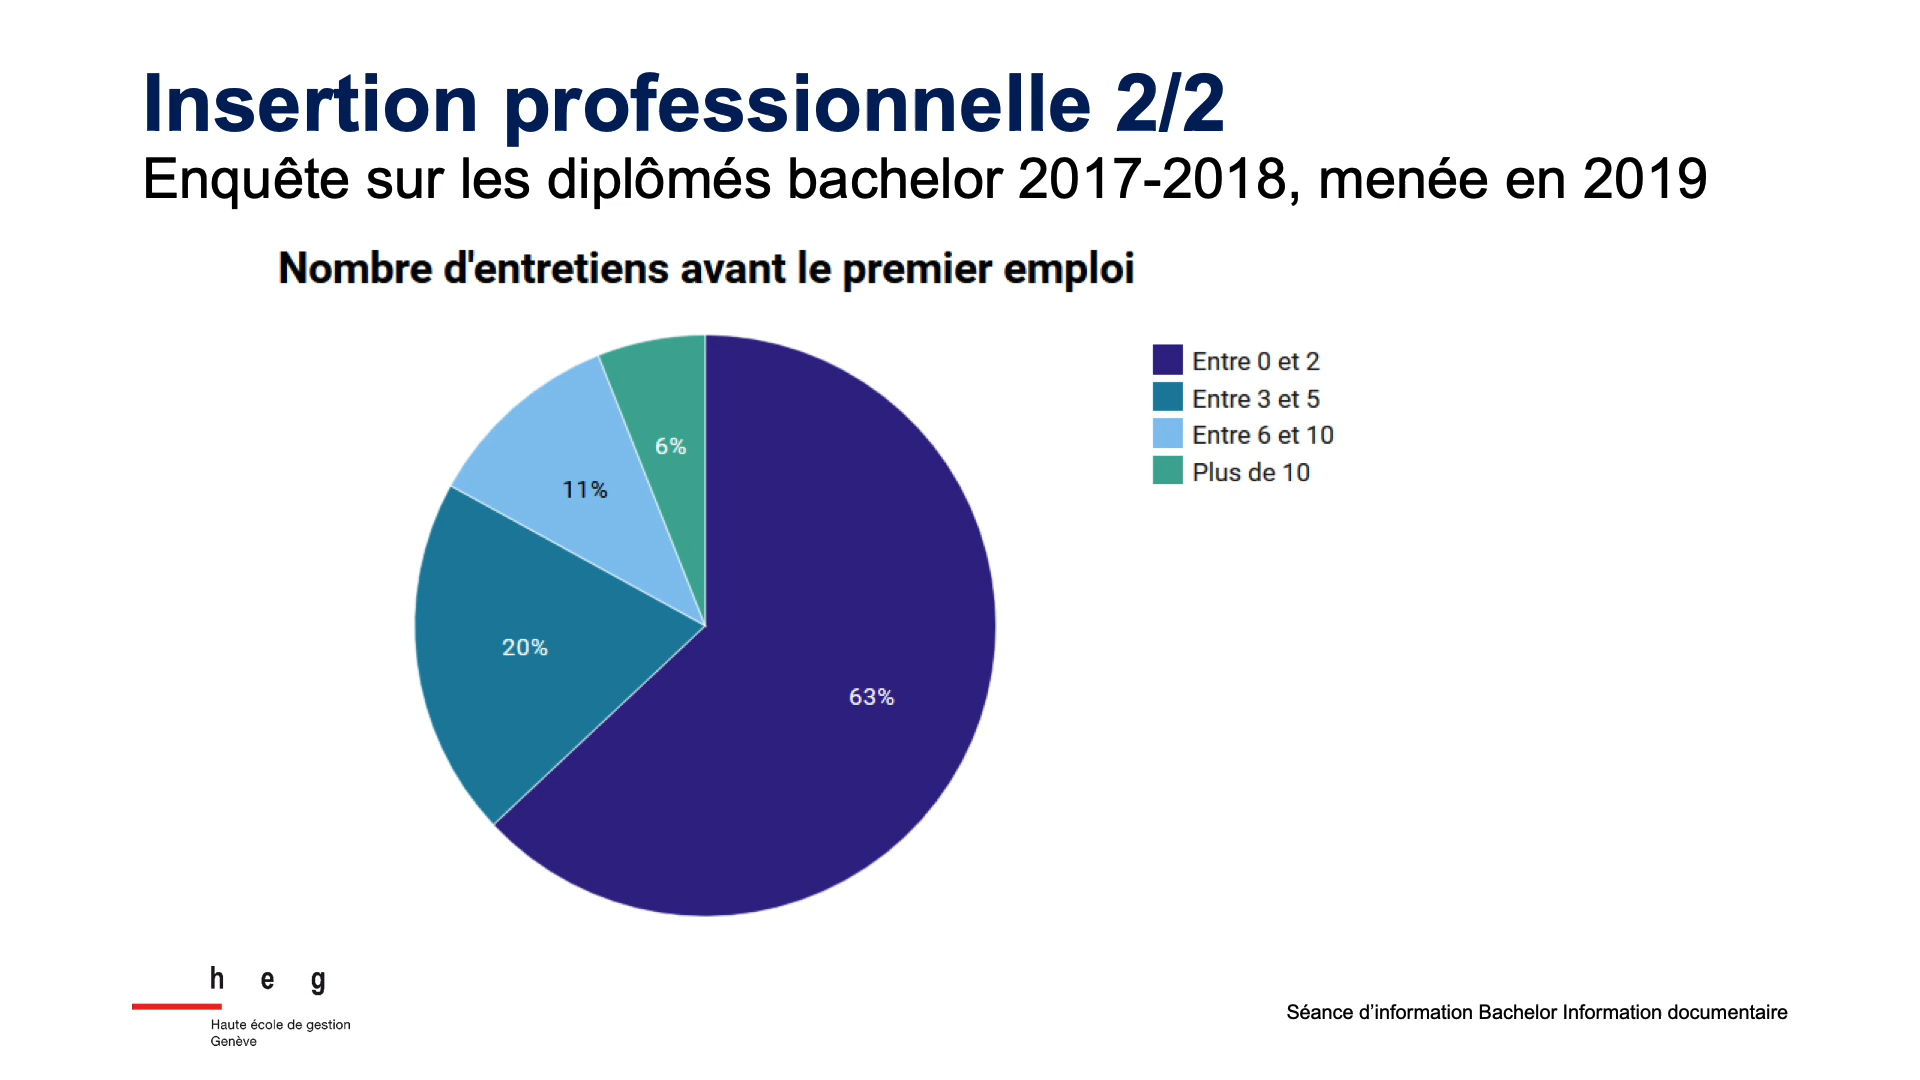 Insertion professionnelle 2/2
Enquête sur les diplômés bachelor 2017-2018, menée en 2019
Nombre d'entretiens avant le premier emploi
Entre 0 et 2
Entre 3 et 5
Entre 6 et 10
Plus de 10
6%
11%
20%
63%
h e g
Haute école de gestion
Genève
Séance d’information Bachelor Information documentaire